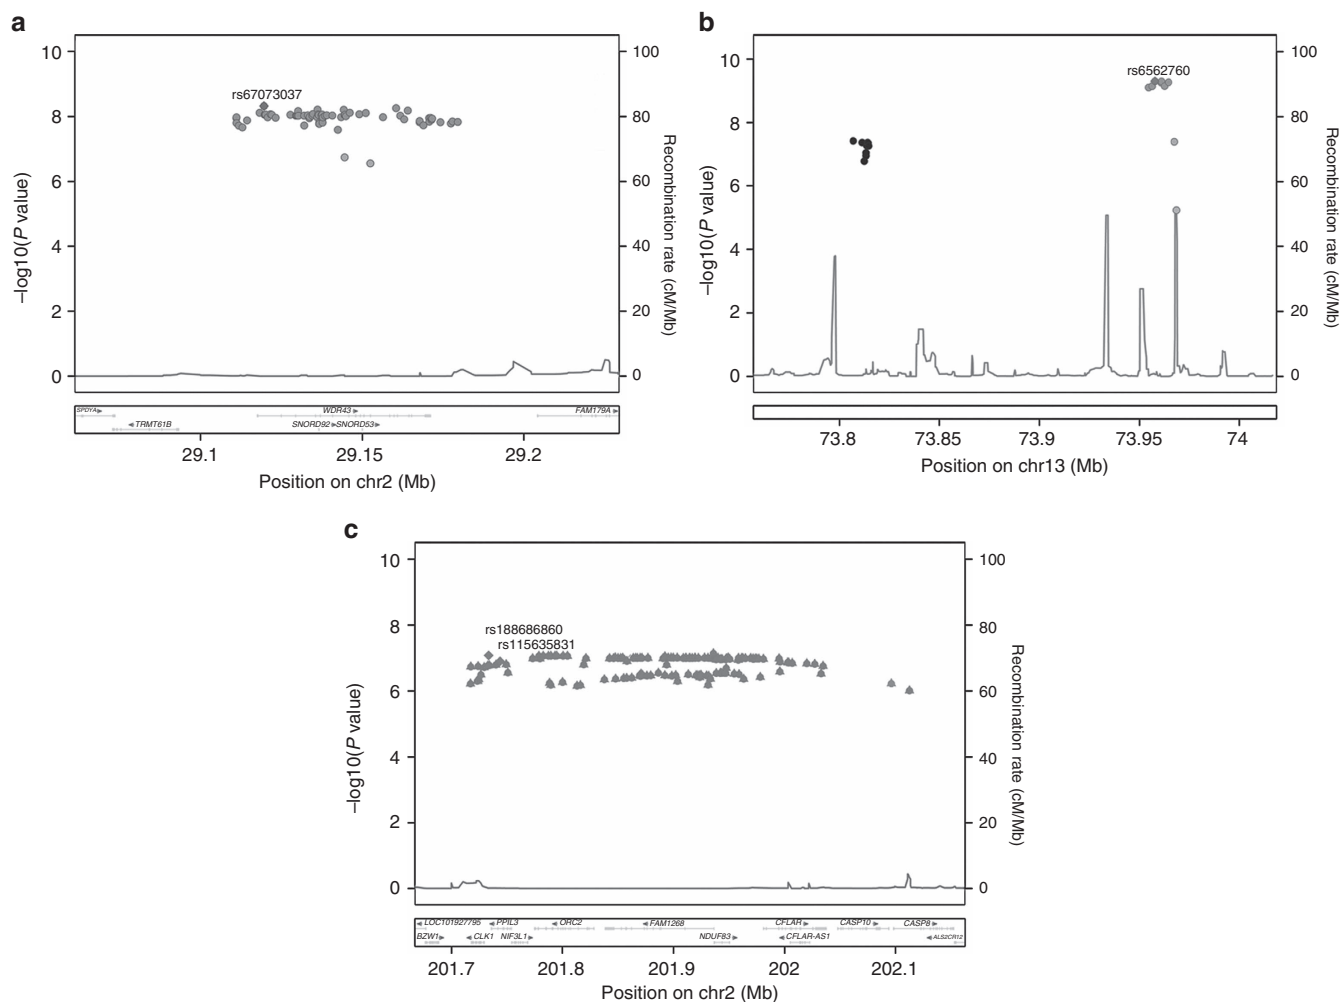 a
rs67073037
10
8
6
4
2
0
100
80
60
40
20
0
−log10(P value)
Recombination rate (cM/Mb)
SPDYA
WDR43
FAM179A
TRMT61B
SNORD92
SNORD53
29.1
29.15
29.2
Position on chr2 (Mb)
b
rs6562760
10
8
6
4
2
0
100
80
60
40
20
0
−log10(P value)
Recombination rate (cM/Mb)
73.8
73.85
73.9
73.95
74
Position on chr13 (Mb)
c
rs188686860
rs115635831
10
8
6
4
2
0
100
80
60
40
20
0
−log10(P value)
Recombination rate (cM/Mb)
LOC101927795
PPIL3
ORC2
FAM126B
CFLAR
CASP10
CASP8
BZW1
CLK1
NIF3L1
NDUFB3
CFLAR-AS1
ALS2CR12
201.7
201.8
201.9
202
202.1
Position on chr2 (Mb)